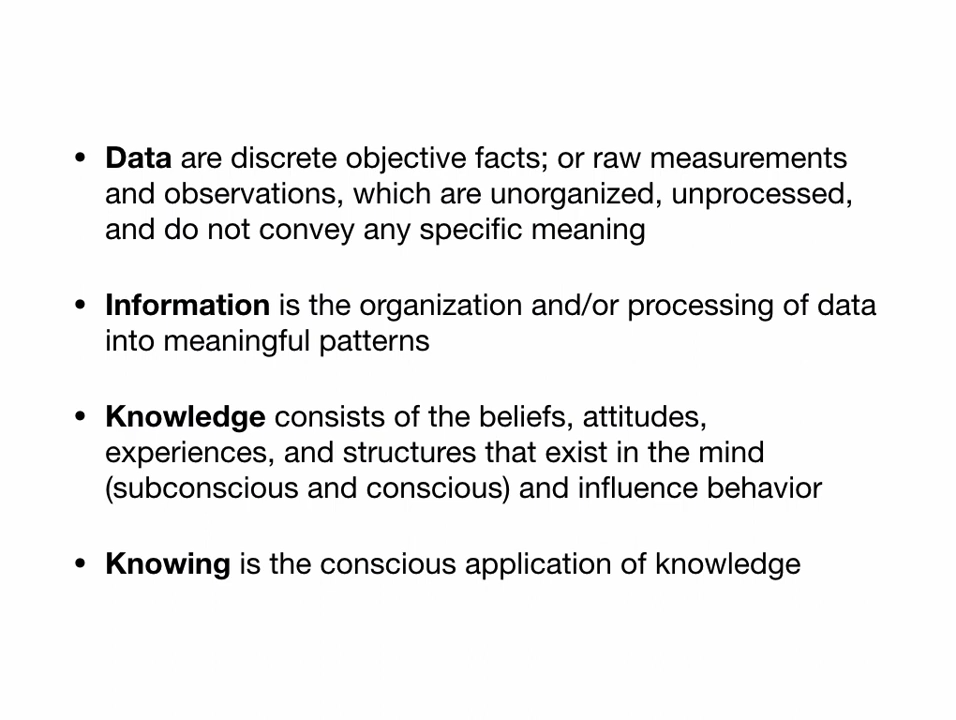 • Data are discrete objective facts; or raw measurements
and observations, which are unorganized, unprocessed,
and do not convey any specific meaning
• Information is the organization and/or processing of data
into meaningful patterns
• Knowledge consists of the beliefs, attitudes,
experiences, and structures that exist in the mind
(subconscious and conscious) and influence behavior
• Knowing is the conscious application of knowledge